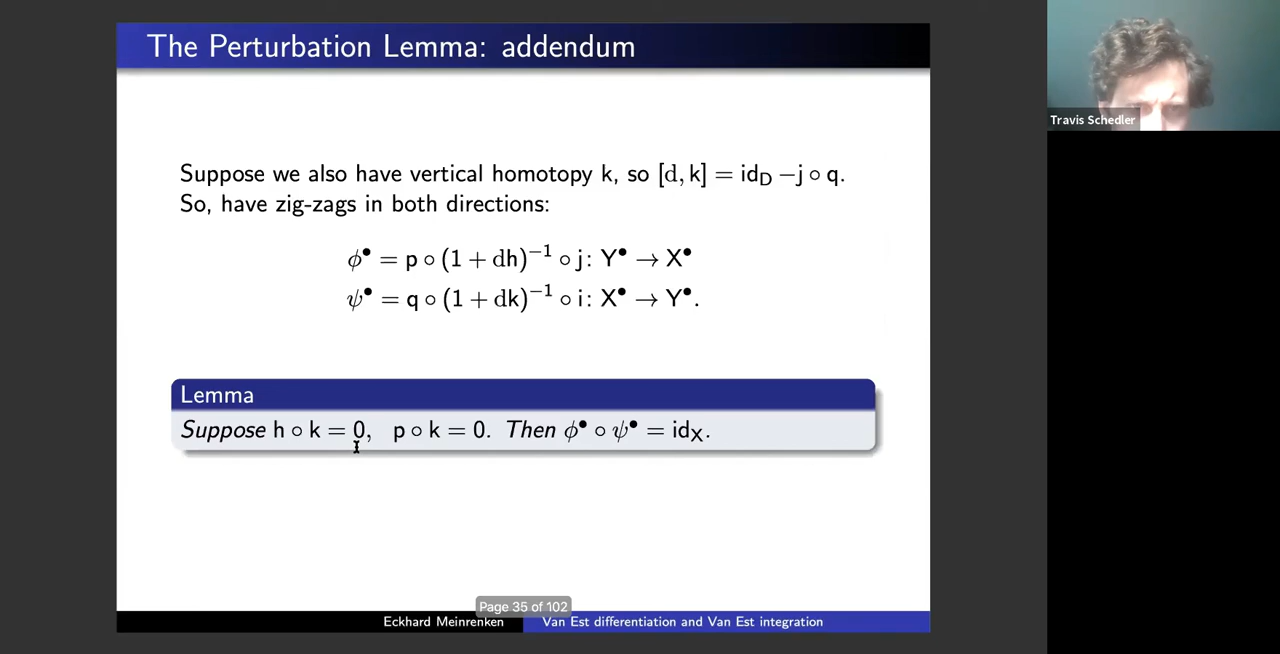 The Perturbation Lemma: addendum
Travis Schedler
Suppose we also have vertical homotopy k, so [d, k] = id_D −j ∘ q.
So, have zig-zags in both directions:
ϕ^• = p ∘ (1 + dh)^{−1} ∘ j: Y^• → X^•
ψ^• = q ∘ (1 + dk)^{−1} ∘ i: X^• → Y^•.
Lemma
Suppose h ∘ k = 0, p ∘ k = 0. Then ϕ^• ∘ ψ^• = id_X.
Page 35 of 102
Eckhard Meinrenken Van Est differentiation and Van Est integration